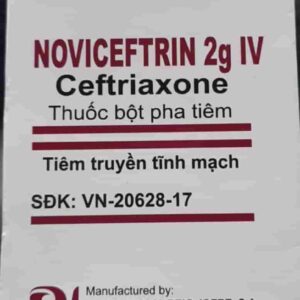 NOVICEFTRIN 2g IV
Ceftriaxone
Thuốc bột pha tiêm
Tiêm truyền tĩnh mạch
SĐK: VN-20628-17
Manufactured by: